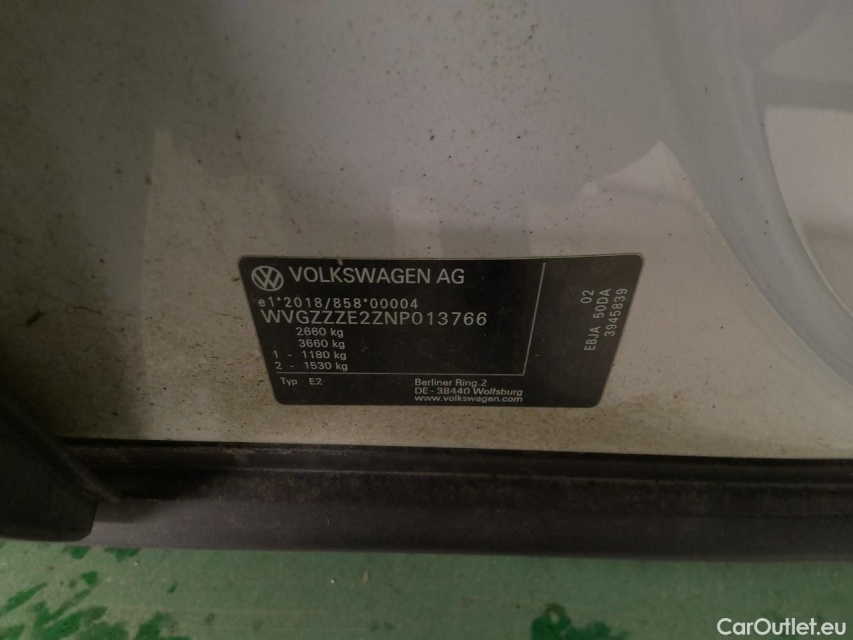 VOLKSWAGEN AG
e1*2018/858*00004
WVGZZZE2ZNP013766
2660 kg
3660 kg
1 - 1180 kg
2 - 1530 kg
Typ E2
Berliner Ring 2
DE - 38440 Wolfsburg
www.volkswagen.com
02
EBJA 50DA
3945839
CarOutlet.eu